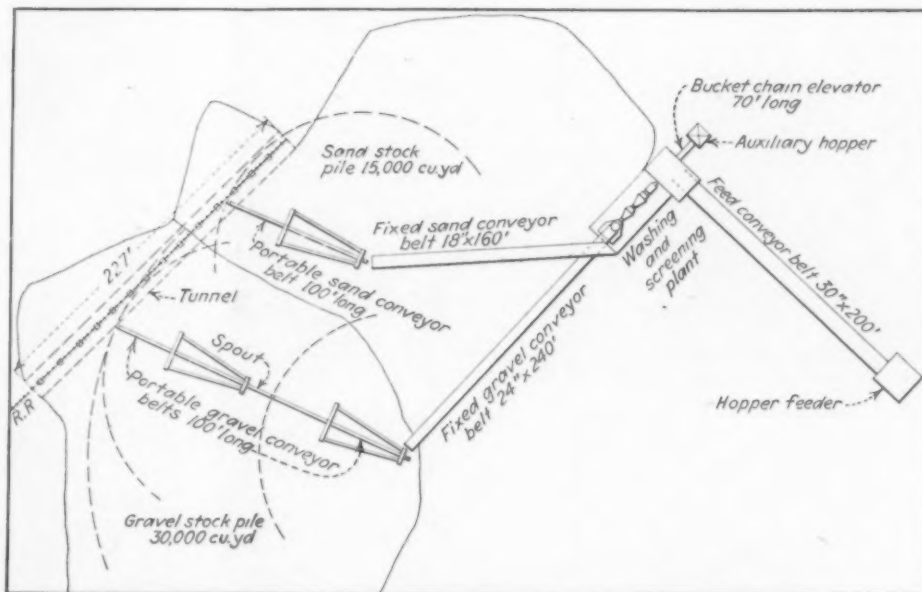 Bucket chain elevator
70' long
Auxiliary hopper
Sand stock
pile 15,000 cu.yd
Fixed sand conveyor
belt 18"x160'
Feed conveyor belt 30"x200'
Washing
and
screening
plant
227'
Portable sand conveyor
belt 100' long
Tunnel
Spout
Portable gravel conveyor
belts 100' long
Fixed gravel conveyor
belt 24"x240'
Hopper feeder
R.R
Gravel stock pile
30,000 cu.yd